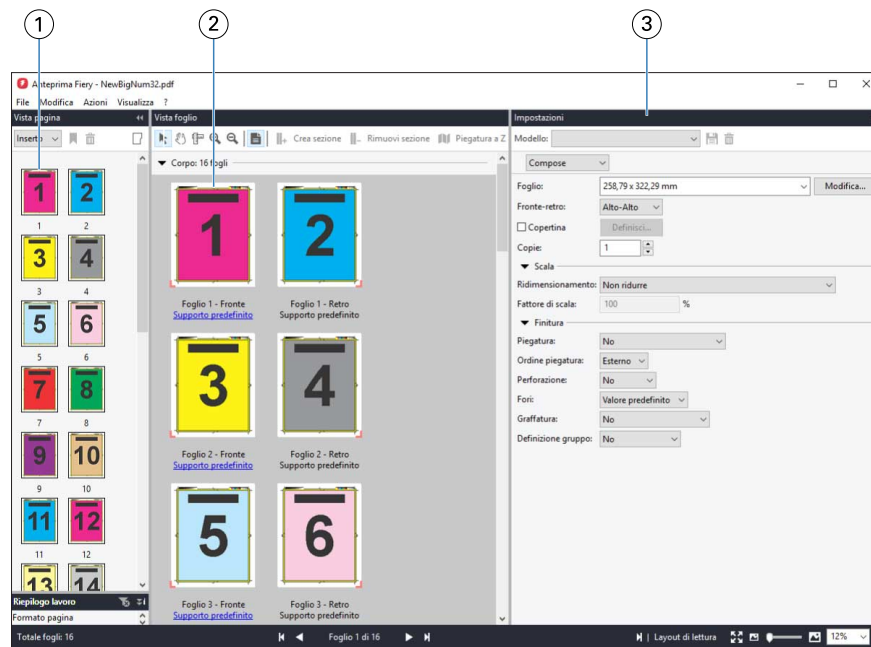 1 2 3
Anteprima Fiery - NewBigNum32.pdf
File Modifica Azioni Visualizza ?
Vista pagina
Inserto
1 2
1 2
3 4
3 4
5 6
5 6
7 8
7 8
9 10
9 10
11 12
11 12
13 14
Riepilogo lavoro
Formato pagina
Vista foglio
Crea sezione Rimuovi sezione Piegatura a Z
Corpo: 16 fogli
1 2
Foglio 1 - Fronte Foglio 1 - Retro
Supporto predefinito Supporto predefinito
3 4
Foglio 2 - Fronte Foglio 2 - Retro
Supporto predefinito Supporto predefinito
5 6
Foglio 3 - Fronte Foglio 3 - Retro
Supporto predefinito Supporto predefinito
Impostazioni
Modello:
Compose
Foglio: 258,79 x 322,29 mm Modifica...
Fronte-retro: Alto-Alto
Copertina Definisci...
Copie: 1
Scala
Ridimensionamento: Non ridurre
Fattore di scala: 100 %
Finitura
Piegatura: No
Ordine piegatura: Esterno
Perforazione: No
Fori: Valore predefinito
Graffatura: No
Definizione gruppo: No
Totale fogli: 16 Foglio 1 di 16 Layout di lettura 12%